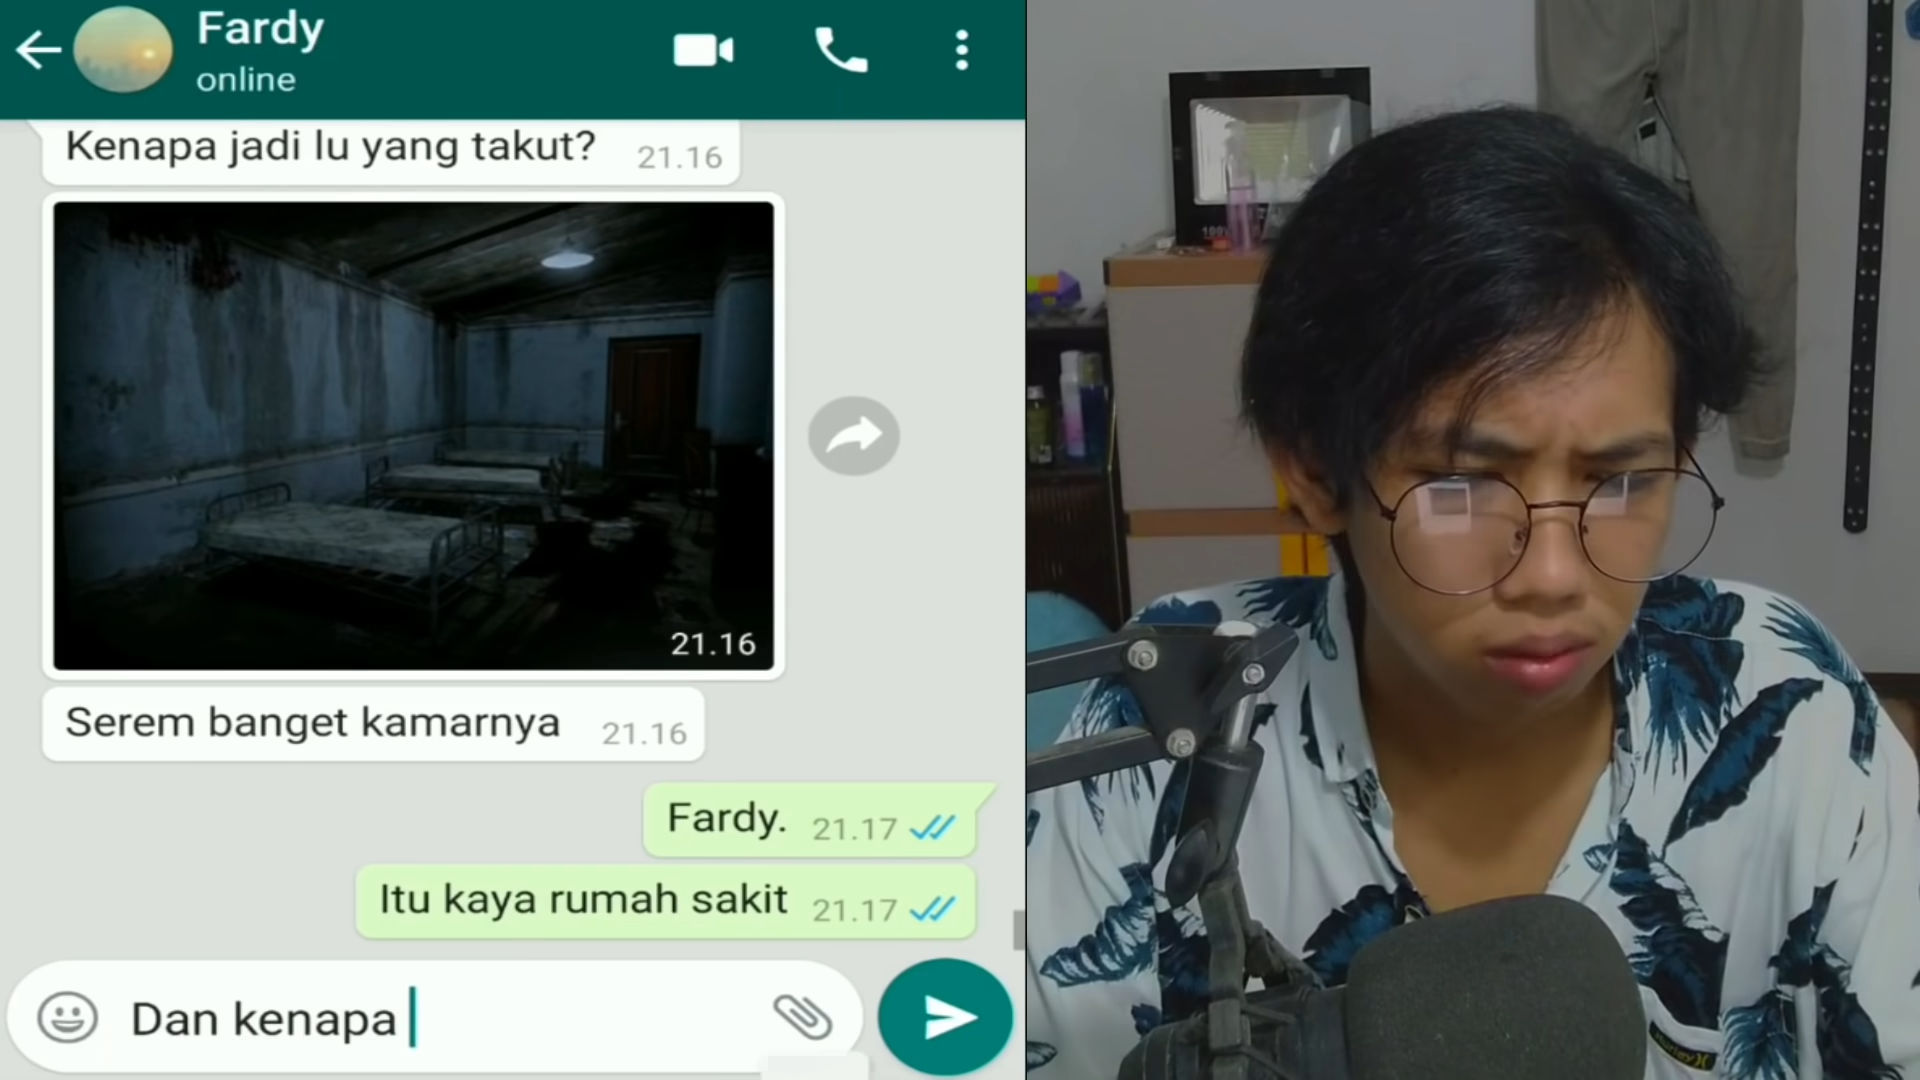 Fardy
online
Kenapa jadi lu yang takut? 21.16
21.16
Serem banget kamarnya 21.16
Fardy. 21.17
Itu kaya rumah sakit 21.17
Dan kenapa
Hurley